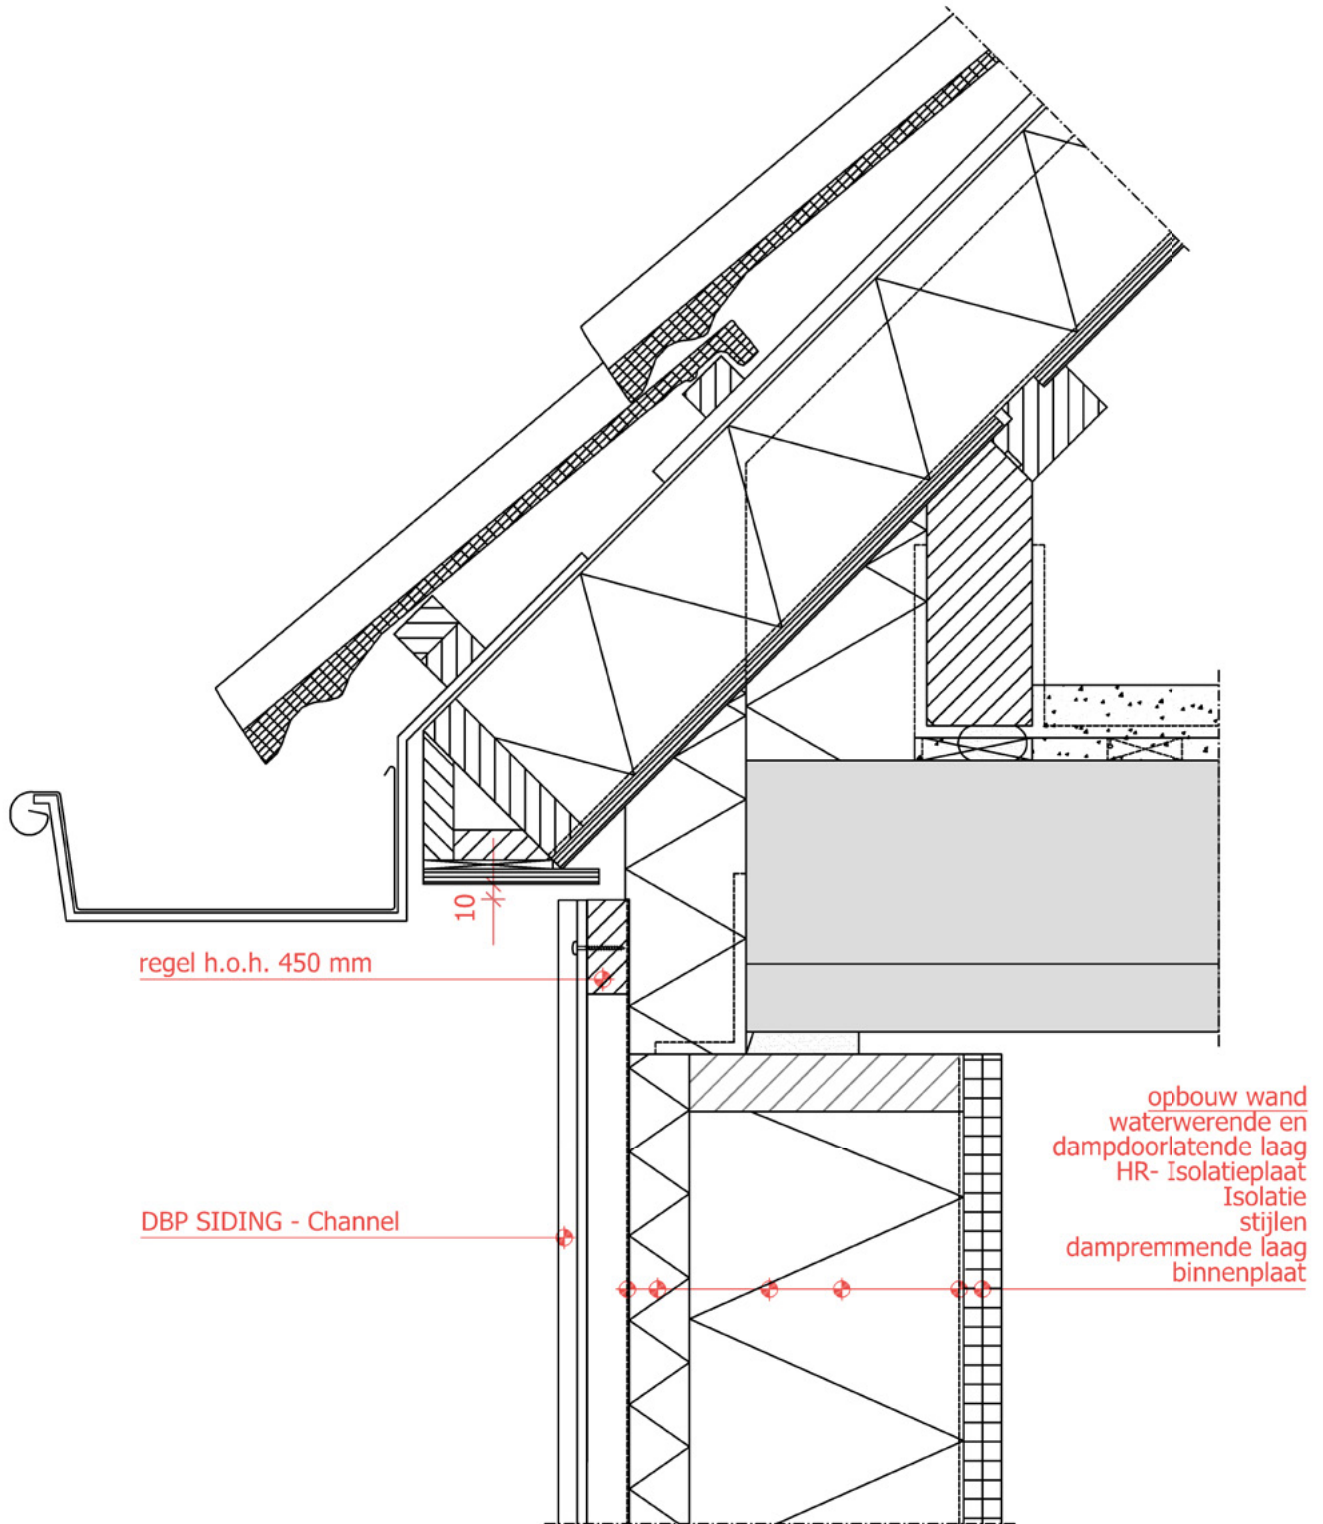 10
regel h.o.h. 450 mm
opbouw wand
waterwerende en
dampdoorlatende laag
HR- Isolatieplaat
Isolatie
stijlen
dampremmende laag
binnenplaat
DBP SIDING - Channel